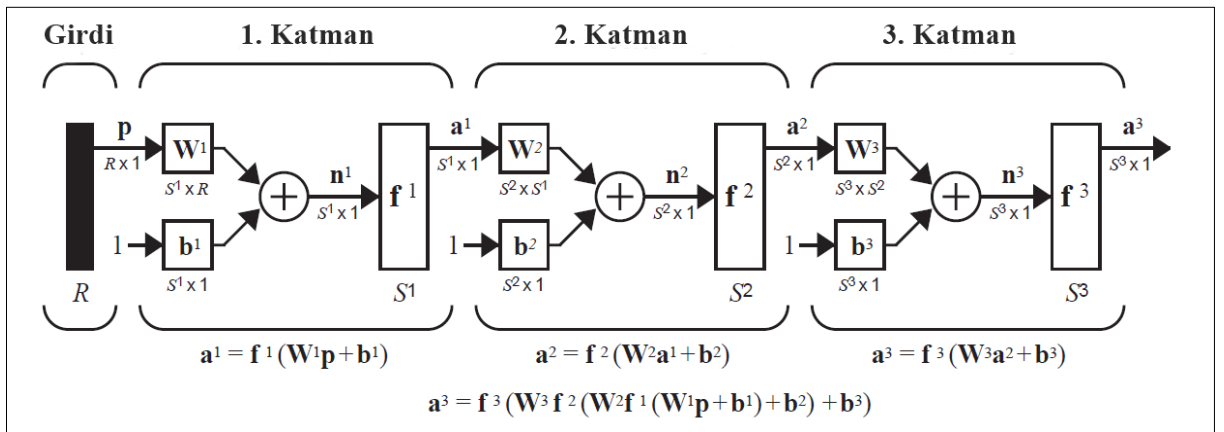 Girdi 1. Katman 2. Katman 3. Katman
p a¹ a² a³
R x 1 W¹ S¹ x 1 W² S² x 1 W³ S³ x 1
S¹ x R n¹ S² x S¹ n² S³ x S² n³
+ S¹ x 1 f ¹ + S² x 1 f ² + S³ x 1 f ³
1 b¹ 1 b² 1 b³
S¹ x 1 S² x 1 S³ x 1
R S¹ S² S³
a¹ = f ¹ (W¹p + b¹) a² = f ² (W²a¹ + b²) a³ = f ³ (W³a² + b³)
a³ = f ³ (W³ f ² (W²f ¹ (W¹p + b¹) + b²) + b³)